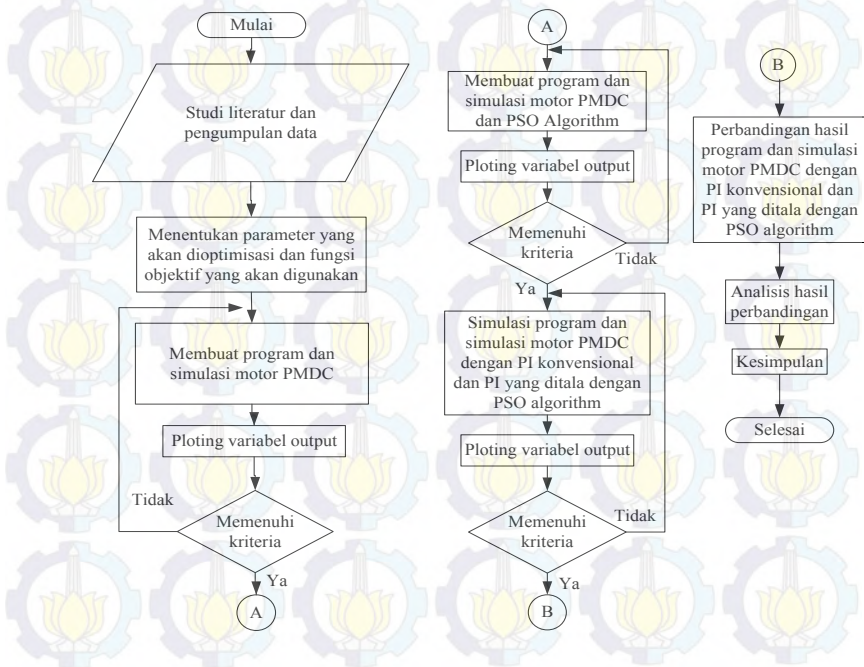 Mulai
Studi literatur dan
pengumpulan data
Menentukan parameter yang
akan dioptimisasi dan fungsi
objektif yang akan digunakan
Membuat program dan
simulasi motor PMDC
Ploting variabel output
Tidak
Memenuhi
kriteria
Ya
A
A
Membuat program dan
simulasi motor PMDC
dan PSO Algorithm
Ploting variabel output
Memenuhi
kriteria
Tidak
Ya
Simulasi program dan
simulasi motor PMDC
dengan PI konvensional
dan PI yang ditala dengan
PSO algorithm
Ploting variabel output
Tidak
Memenuhi
kriteria
Ya
B
B
Perbandingan hasil
program dan simulasi
motor PMDC dengan
PI konvensional dan
PI yang ditala dengan
PSO algorithm
Analisis hasil
perbandingan
Kesimpulan
Selesai